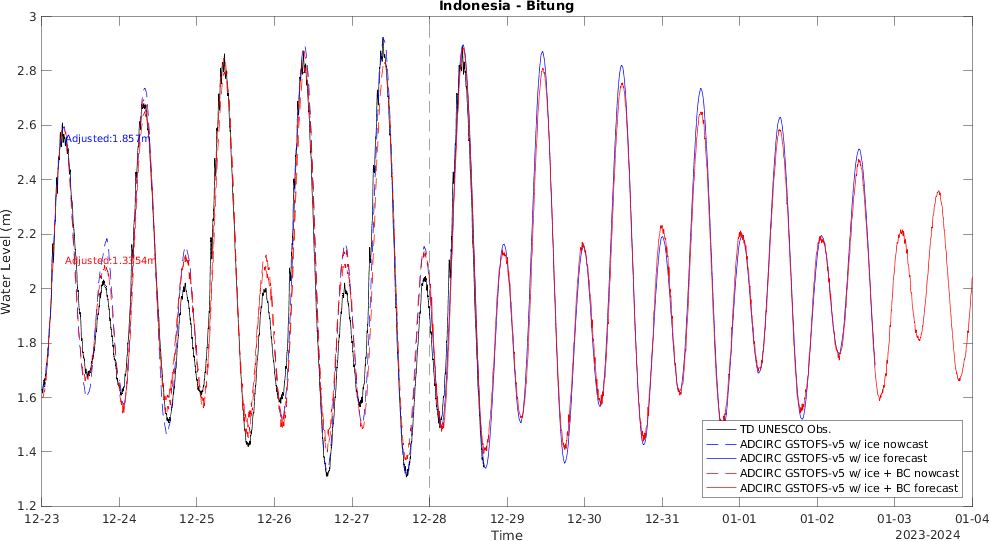 Indonesia - Bitung
3
2.8
2.6
2.4
2.2
2
1.8
1.6
1.4
1.2
Water Level (m)
Adjusted:1.857m
Adjusted:1.3354m
TD UNESCO Obs.
ADCIRC GSTOFS-v5 w/ ice nowcast
ADCIRC GSTOFS-v5 w/ ice forecast
ADCIRC GSTOFS-v5 w/ ice + BC nowcast
ADCIRC GSTOFS-v5 w/ ice + BC forecast
12-23 12-24 12-25 12-26 12-27 12-28 12-29 12-30 12-31 01-01 01-02 01-03 01-04
Time
2023-2024